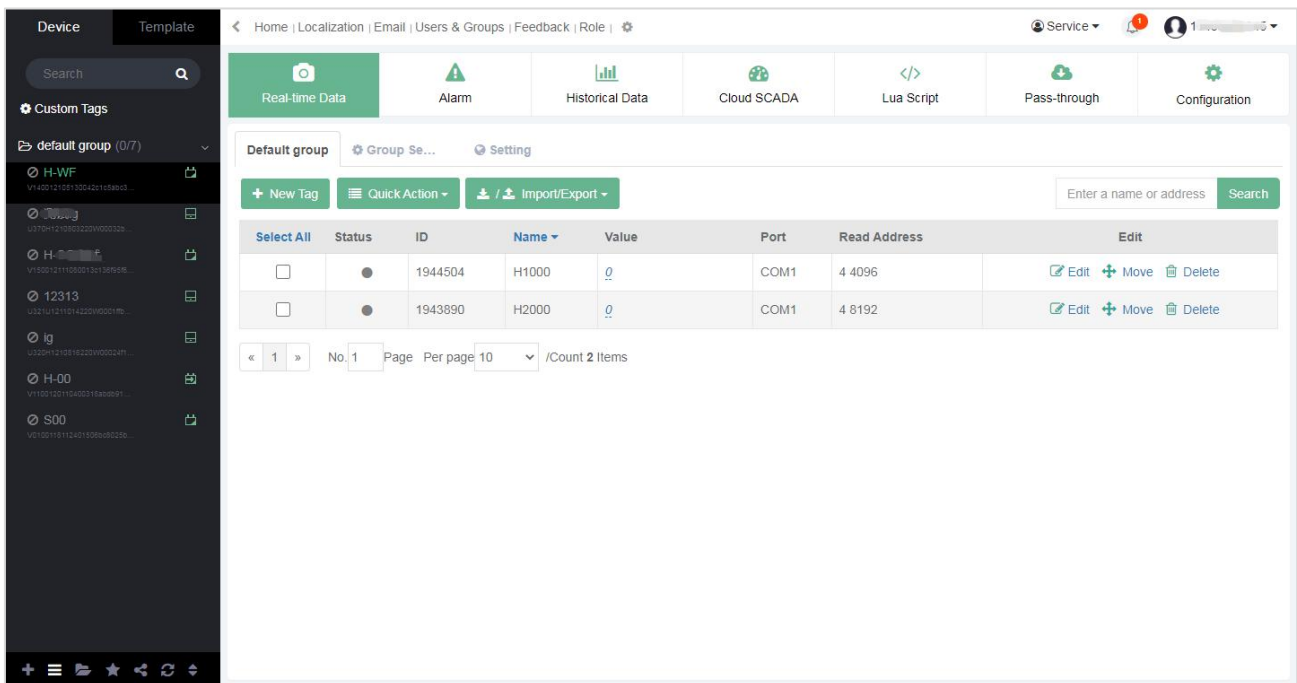 Device Template
Home | Localization | Email | Users & Groups | Feedback | Role |
Service
1
Search
Custom Tags
default group (0/7)
H-WF
12313
ig
H-00
S00
Real-time Data Alarm Historical Data Cloud SCADA Lua Script Pass-through Configuration
Default group Group Se... Setting
+ New Tag Quick Action / Import/Export Enter a name or address Search
Select All Status ID Name Value Port Read Address Edit
1944504 H1000 0 COM1 4 4096 Edit Move Delete
1943890 H2000 0 COM1 4 8192 Edit Move Delete
« 1 » No. 1 Page Per page 10 /Count 2 Items